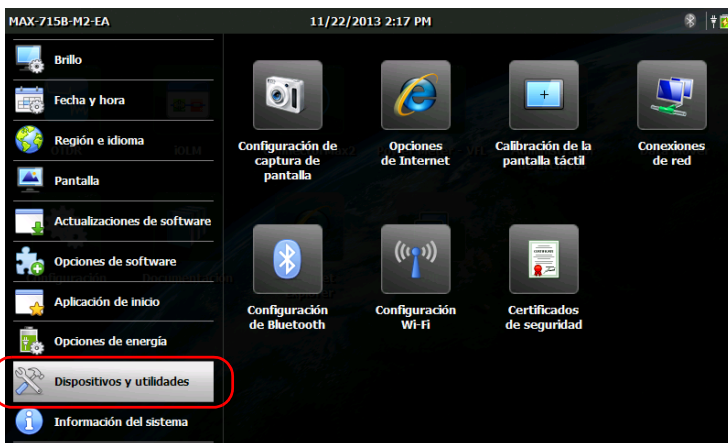 MAX-715B-M2-EA
11/22/2013 2:17 PM
Brillo
Fecha y hora
Región e idioma
Pantalla
Actualizaciones de software
Opciones de software
Aplicación de inicio
Opciones de energía
Dispositivos y utilidades
Información del sistema
Configuración de
captura de
pantalla
Opciones
de Internet
Calibración de la
pantalla táctil
Conexiones
de red
Configuración
de Bluetooth
Configuración
Wi-Fi
Certificados
de seguridad